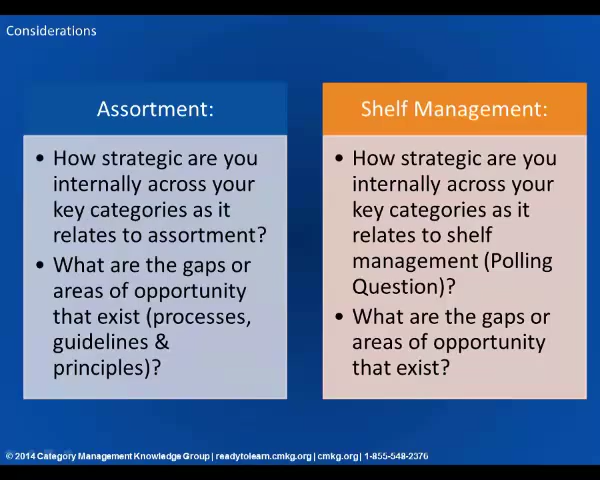 Considerations
Assortment:
• How strategic are you
internally across your
key categories as it
relates to assortment?
• What are the gaps or
areas of opportunity
that exist (processes,
guidelines &
principles)?
Shelf Management:
• How strategic are you
internally across your
key categories as it
relates to shelf
management (Polling
Question)?
• What are the gaps or
areas of opportunity
that exist?
© 2014 Category Management Knowledge Group | readytolearn.cmkg.org | cmkg.org | 1-855-548-2376